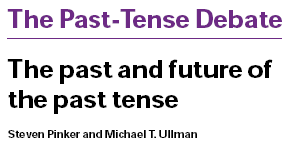 The Past-Tense Debate
The past and future of
the past tense
Steven Pinker and Michael T. Ullman